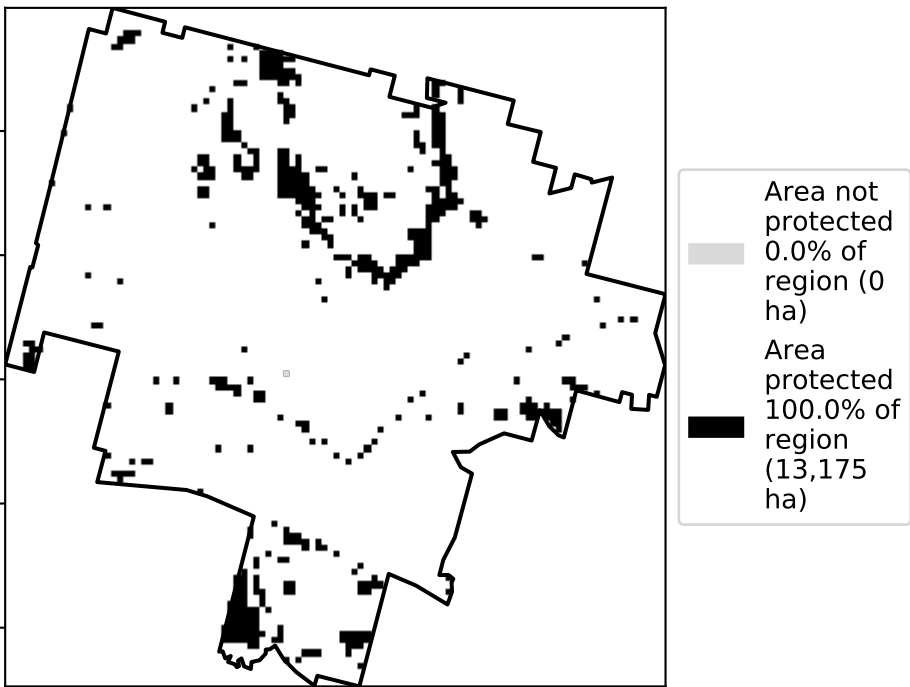 Area not
protected
0.0% of
region (0
ha)
Area
protected
100.0% of
region
(13,175
ha)